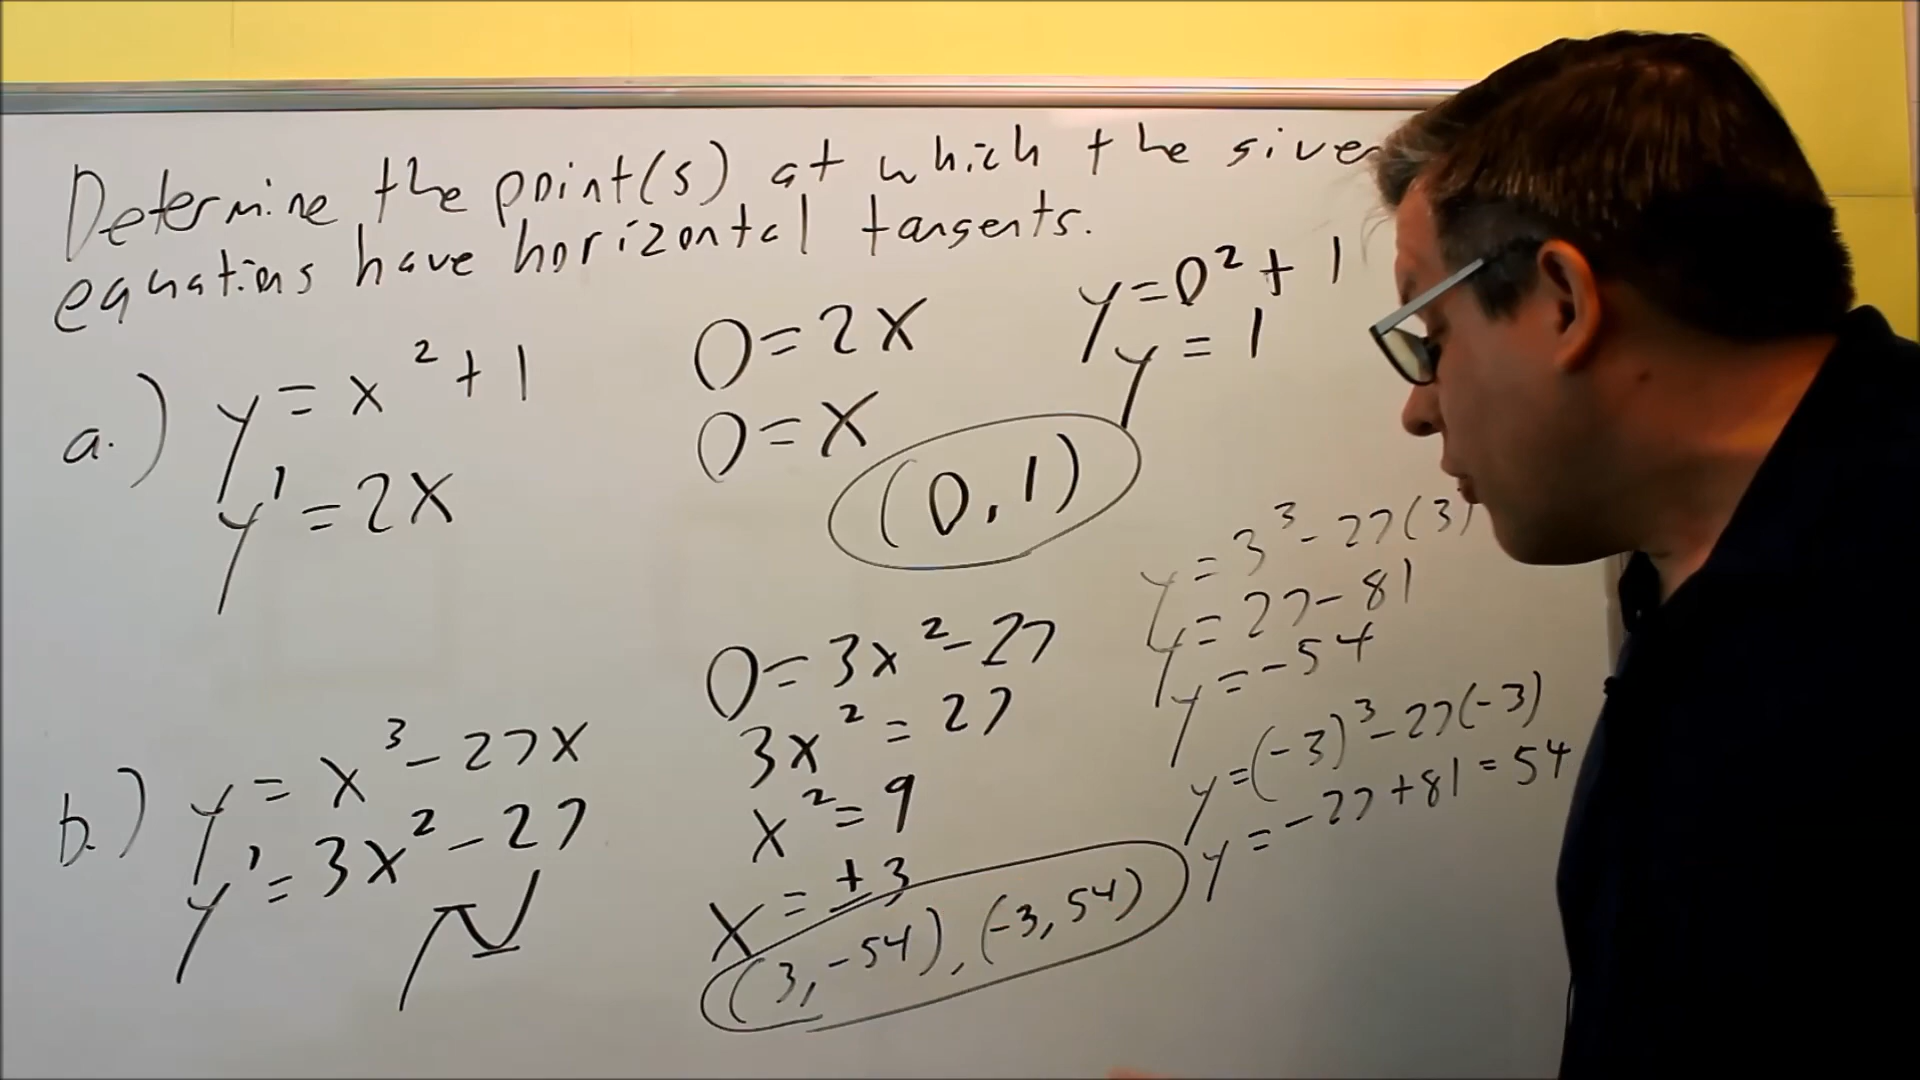 Determine the point(s) at which the given
equations have horizontal tangents.
a.) y = x² + 1
y' = 2x
0 = 2x
0 = x
y = 0² + 1
y = 1
(0, 1)
b.) y = x³ - 27x
y' = 3x² - 27
0 = 3x² - 27
3x² = 27
x² = 9
x = ±3
(3, -54), (-3, 54)
y = 3³ - 27(3)
y = 27 - 81
y = -54
y = (-3)³ - 27(-3)
y = -27 + 81 = 54